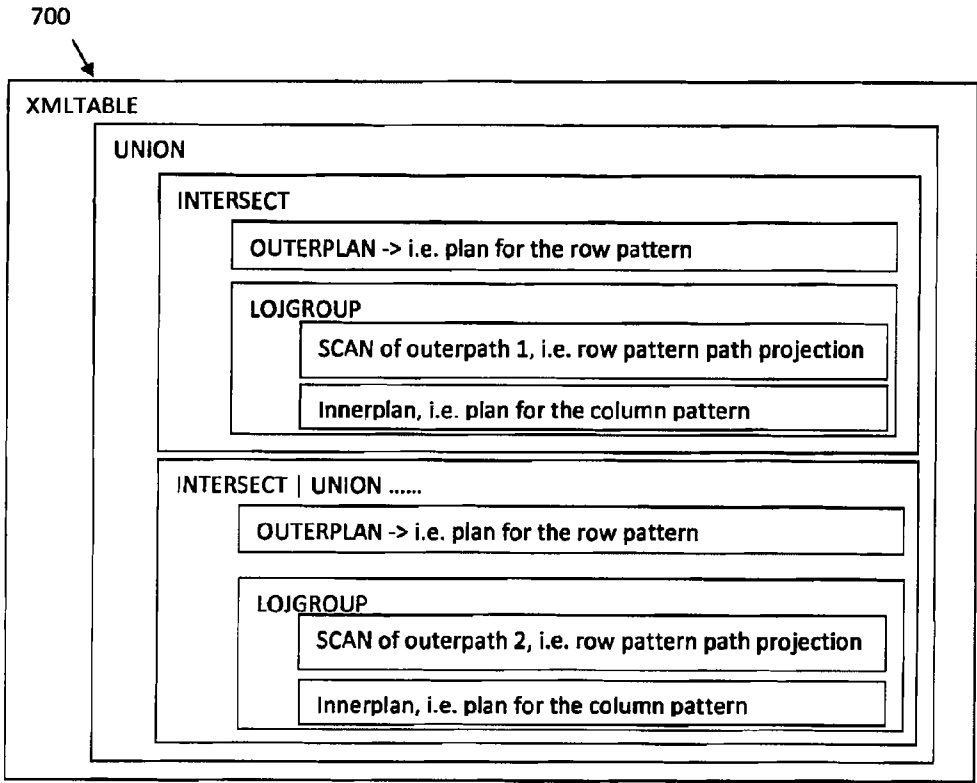 700
XMLTABLE
UNION
INTERSECT
OUTERPLAN -> i.e. plan for the row pattern
LOJGROUP
SCAN of outerpath 1, i.e. row pattern path projection
Innerplan, i.e. plan for the column pattern
INTERSECT | UNION ......
OUTERPLAN -> i.e. plan for the row pattern
LOJGROUP
SCAN of outerpath 2, i.e. row pattern path projection
Innerplan, i.e. plan for the column pattern